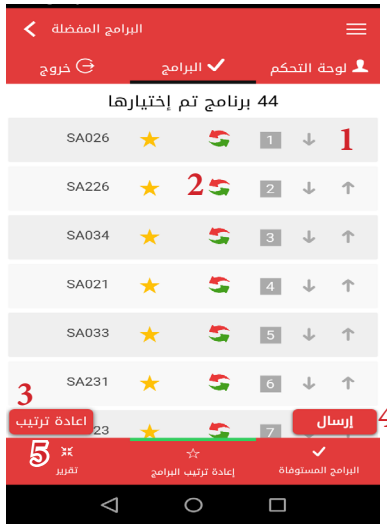 البرامج المفضلة
لوحة التحكم البرامج خروج
44 برنامج تم إختيارها
1 1 SA026
2 2 SA226
3 SA034
4 SA021
5 SA033
6 SA231
3
إرسال 4 اعادة ترتيب
7 23
5
البرامج المستوفاة إعادة ترتيب البرامج تقرير